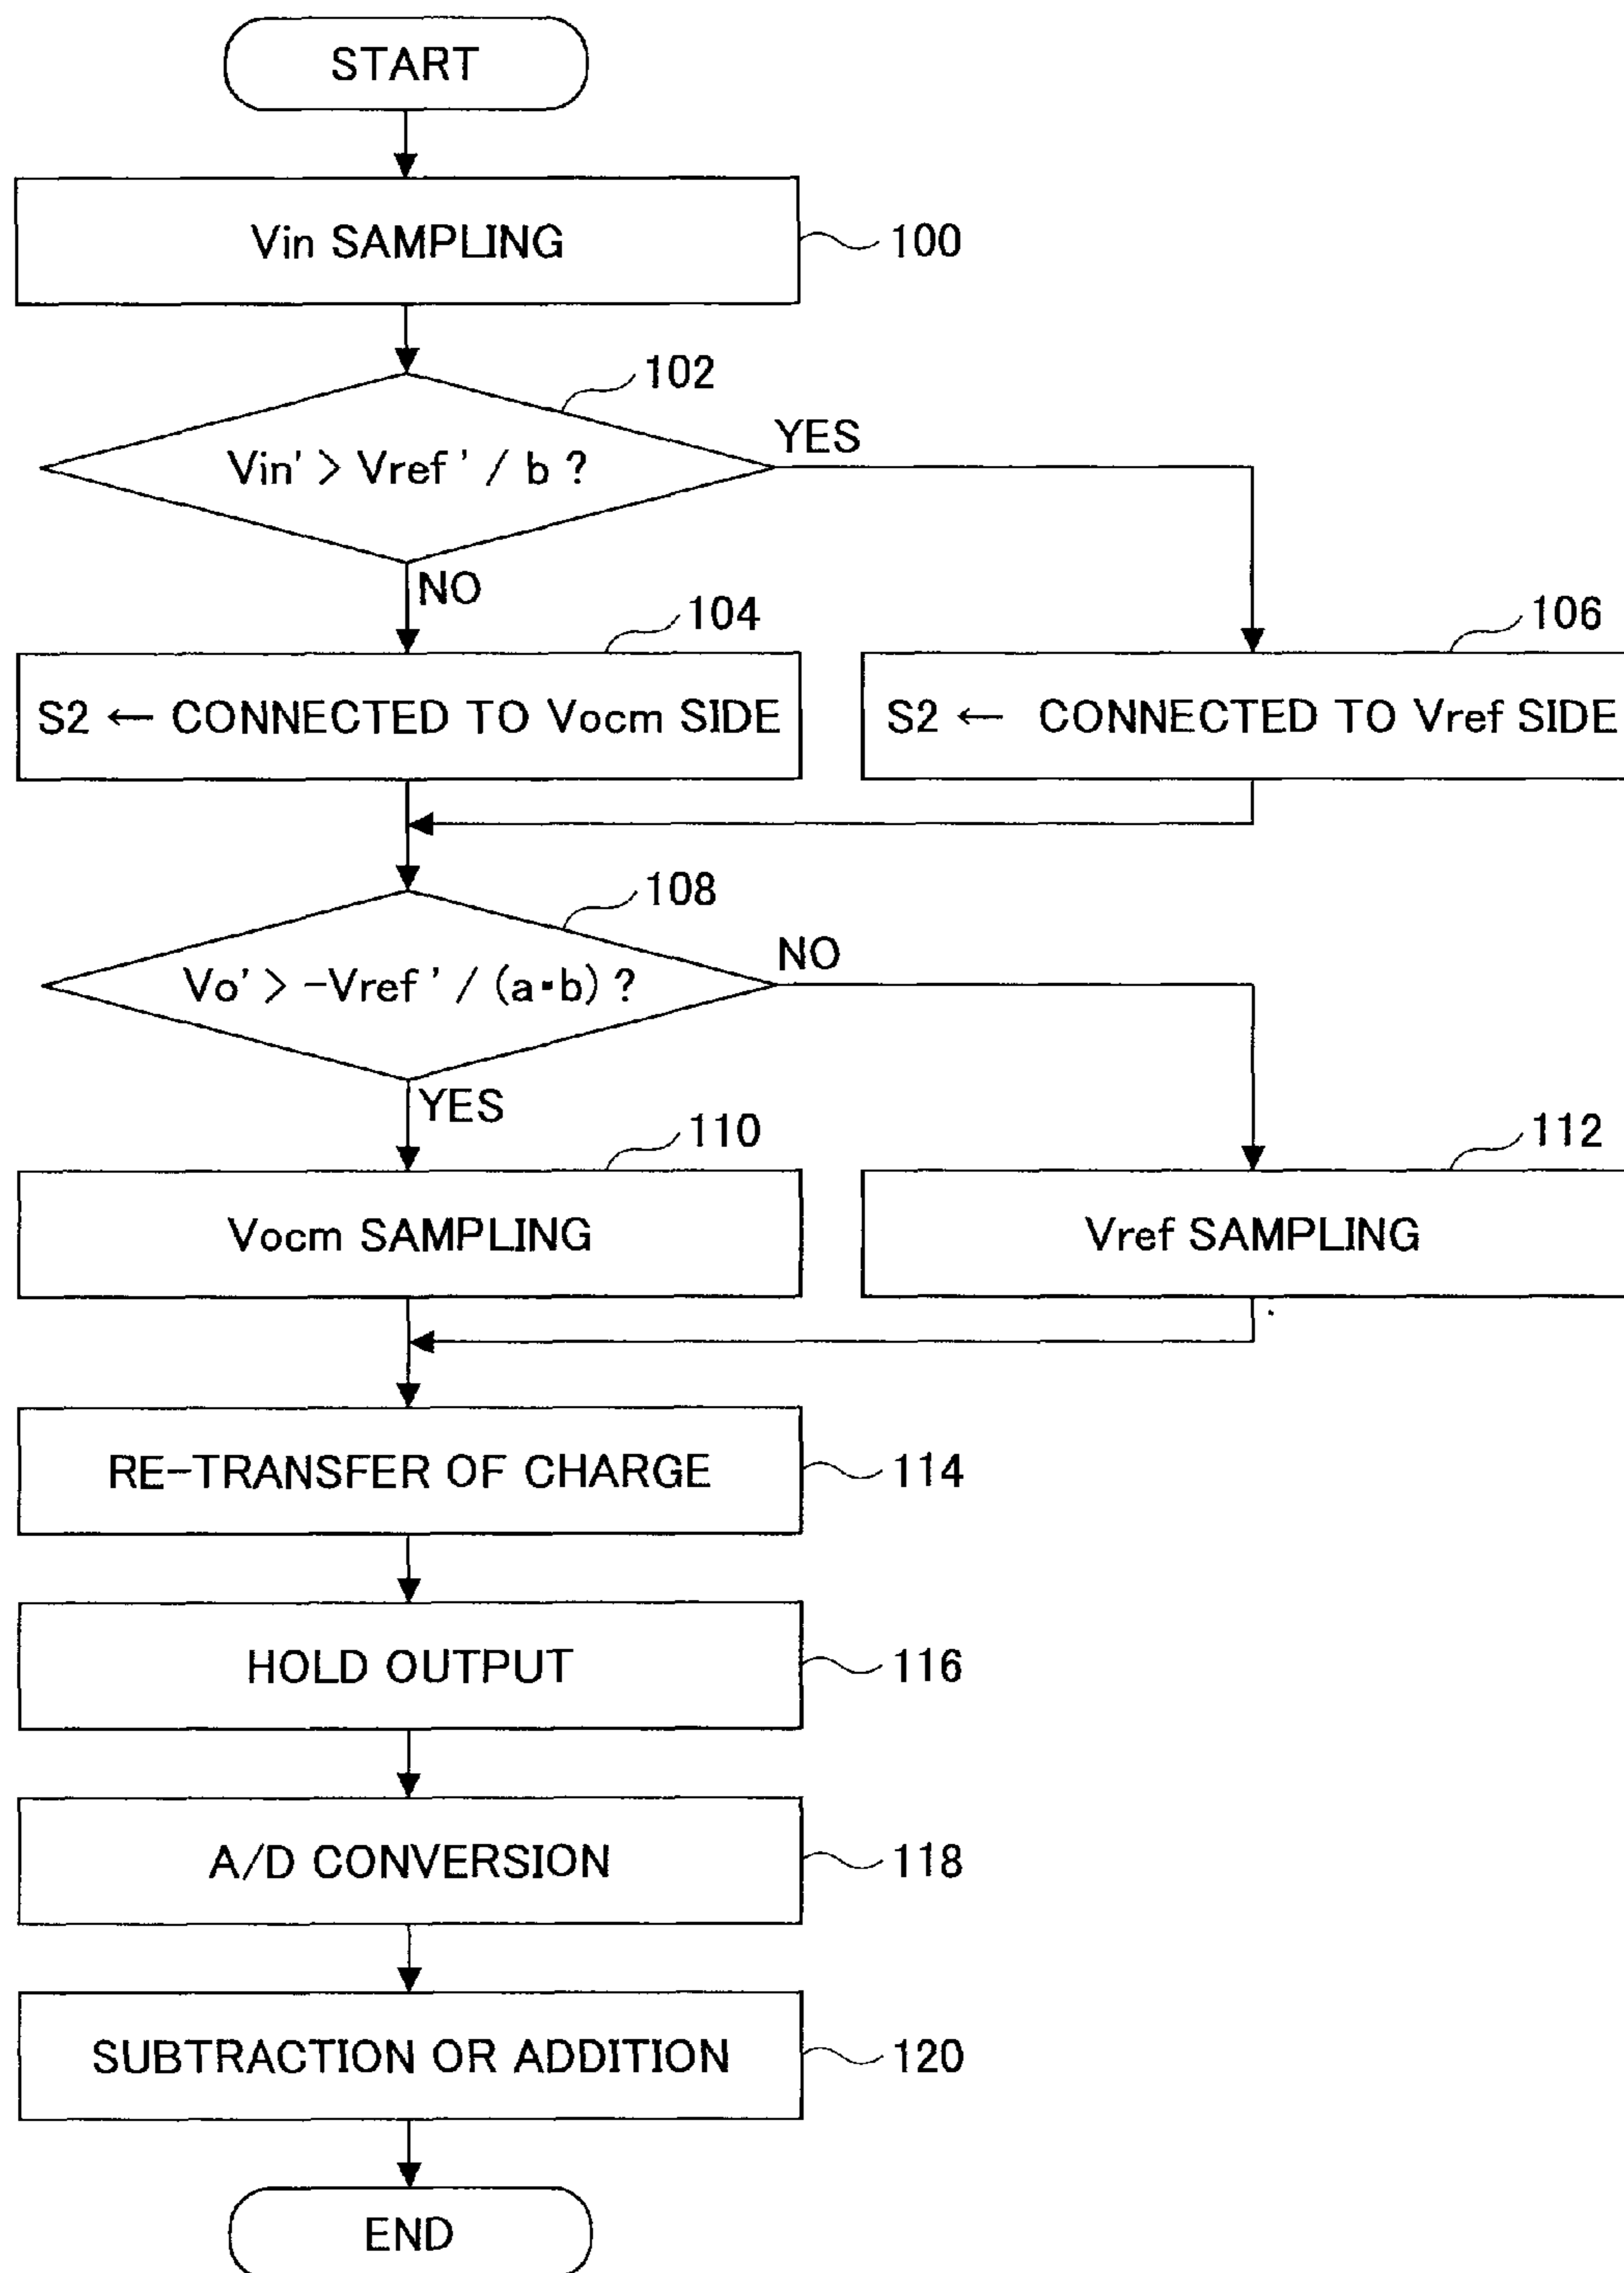 START
Vin SAMPLING
100
102
Vin' > Vref' / b ?
YES
NO
104
106
S2 ← CONNECTED TO Vocm SIDE
S2 ← CONNECTED TO Vref SIDE
108
Vo' > -Vref' / (a·b) ?
NO
YES
110
112
Vocm SAMPLING
Vref SAMPLING
RE-TRANSFER OF CHARGE
114
HOLD OUTPUT
116
A/D CONVERSION
118
SUBTRACTION OR ADDITION
120
END